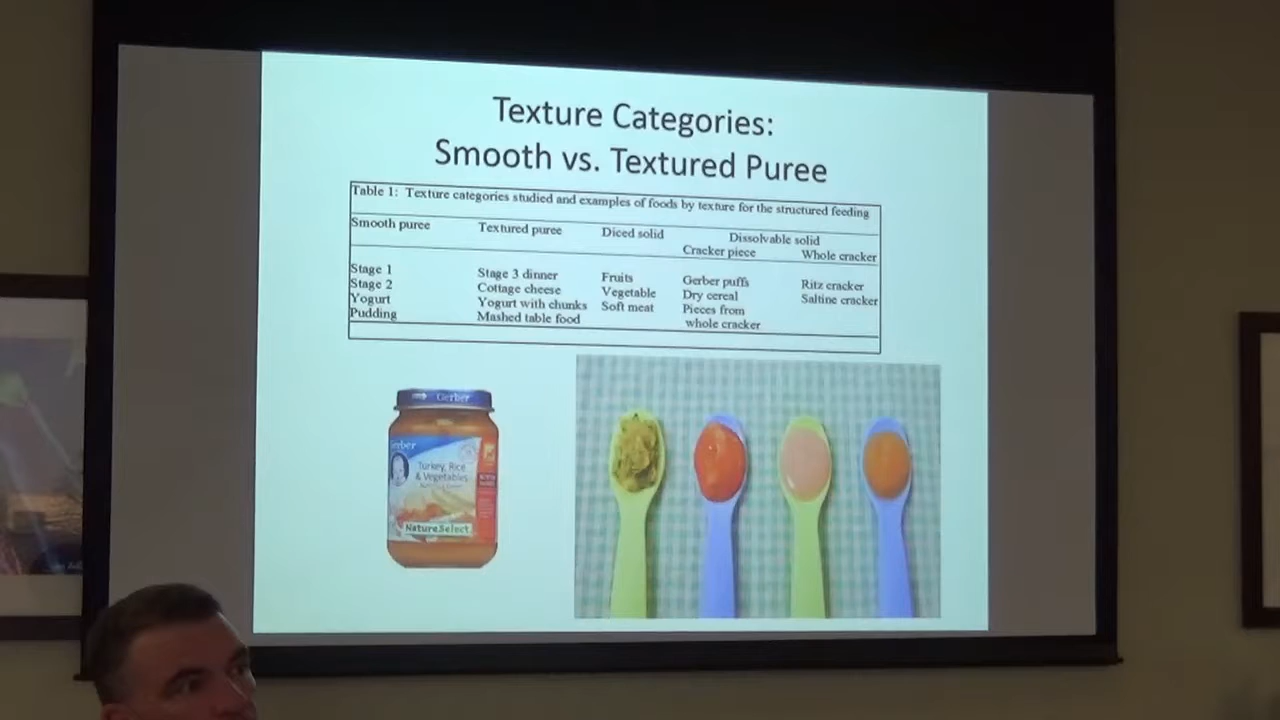 Texture Categories:
Smooth vs. Textured Puree
Table 1: Texture categories studied and examples of foods by texture for the structured feeding
Smooth puree Textured puree Diced solid Dissolvable solid
Cracker piece Whole cracker
Stage 1 Stage 3 dinner Fruits Gerber puffs Ritz cracker
Stage 2 Cottage cheese Vegetable Dry cereal Saltine cracker
Yogurt Yogurt with chunks Soft meat Pieces from
Pudding Mashed table food whole cracker
Gerber
Gerber
Turkey, Rice
& Vegetables
NatureSelect